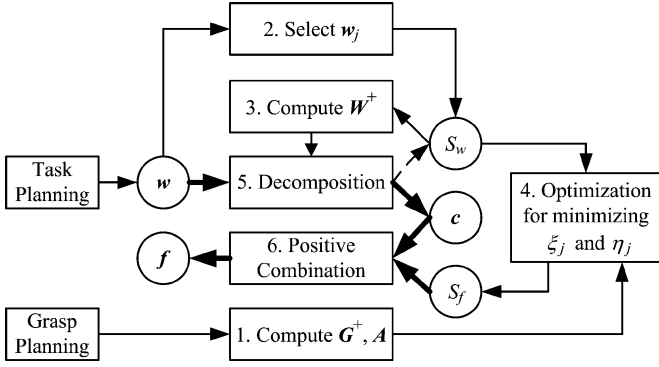 2. Select w_j
3. Compute W^+
S_w
Task
Planning
w
5. Decomposition
4. Optimization
for minimizing
ξ_j and η_j
c
f
6. Positive
Combination
S_f
Grasp
Planning
1. Compute G^+, A